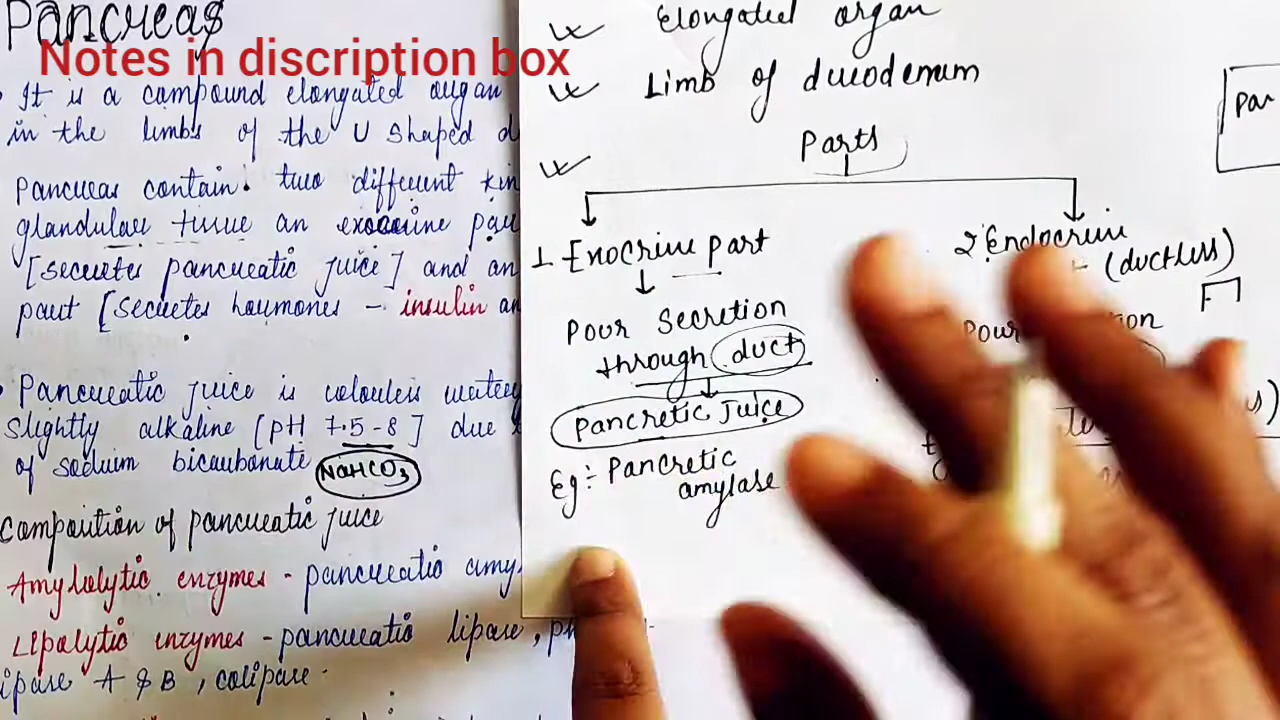 Pancreas
Notes in discription box
It is a compound elongated organ
in the limbs of the U shaped d
Pancreas contain two different kin
glandular tissue an exocrine par
[secretes pancreatic juice] and an
part [secretes hormones - insulin an
Pancreatic juice is colourless watery
slightly alkaline [pH 7.5-8] due
of soduim bicarbonate NaHCO3
Composition of pancreatic juice
Amylolytic enzymes - pancreatic amy
Lipolytic enzymes - pancreatic lipase, ph
ipase A & B, colipase
Elongated organ
Limb of duodenum
Parts
1 Exocrine part
Pour Secretion
through duct
Pancretic Juice
Eg:- Pancretic
amylase
2 Endocrine
(ductless)
Pour
Par